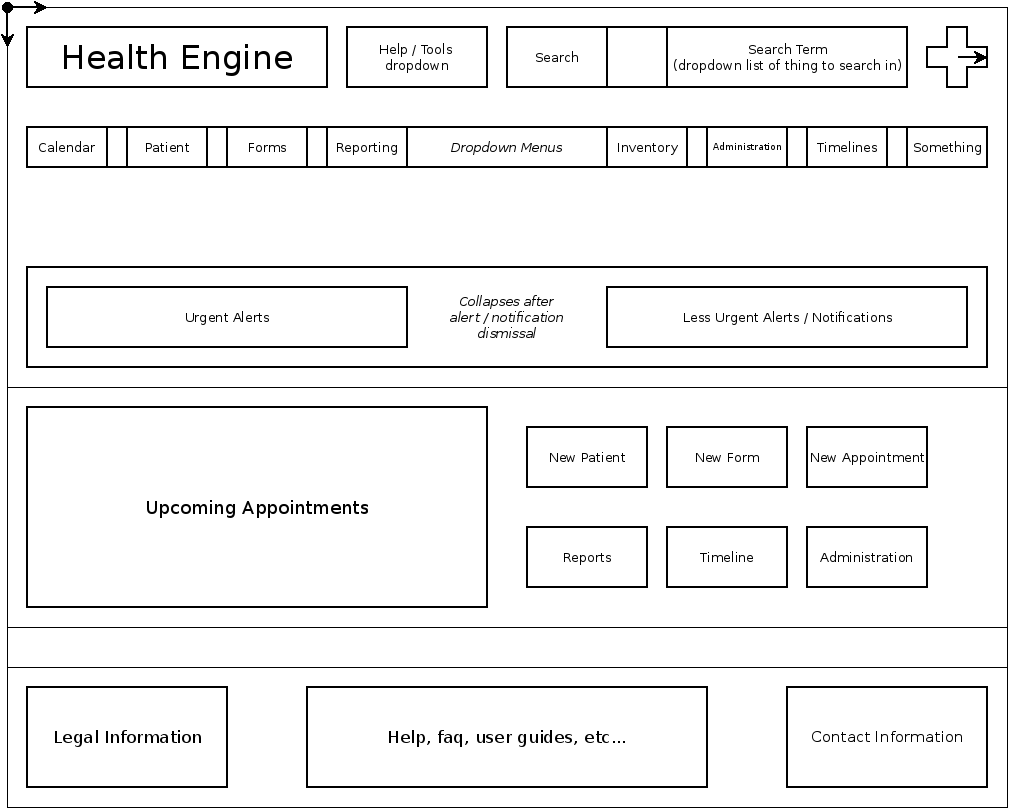 Health Engine
Help / Tools
dropdown
Search
Search Term
(dropdown list of thing to search in)
Calendar
Patient
Forms
Reporting
Dropdown Menus
Inventory
Administration
Timelines
Something
Urgent Alerts
Collapses after
alert / notification
dismissal
Less Urgent Alerts / Notifications
Upcoming Appointments
New Patient
New Form
New Appointment
Reports
Timeline
Administration
Legal Information
Help, faq, user guides, etc...
Contact Information